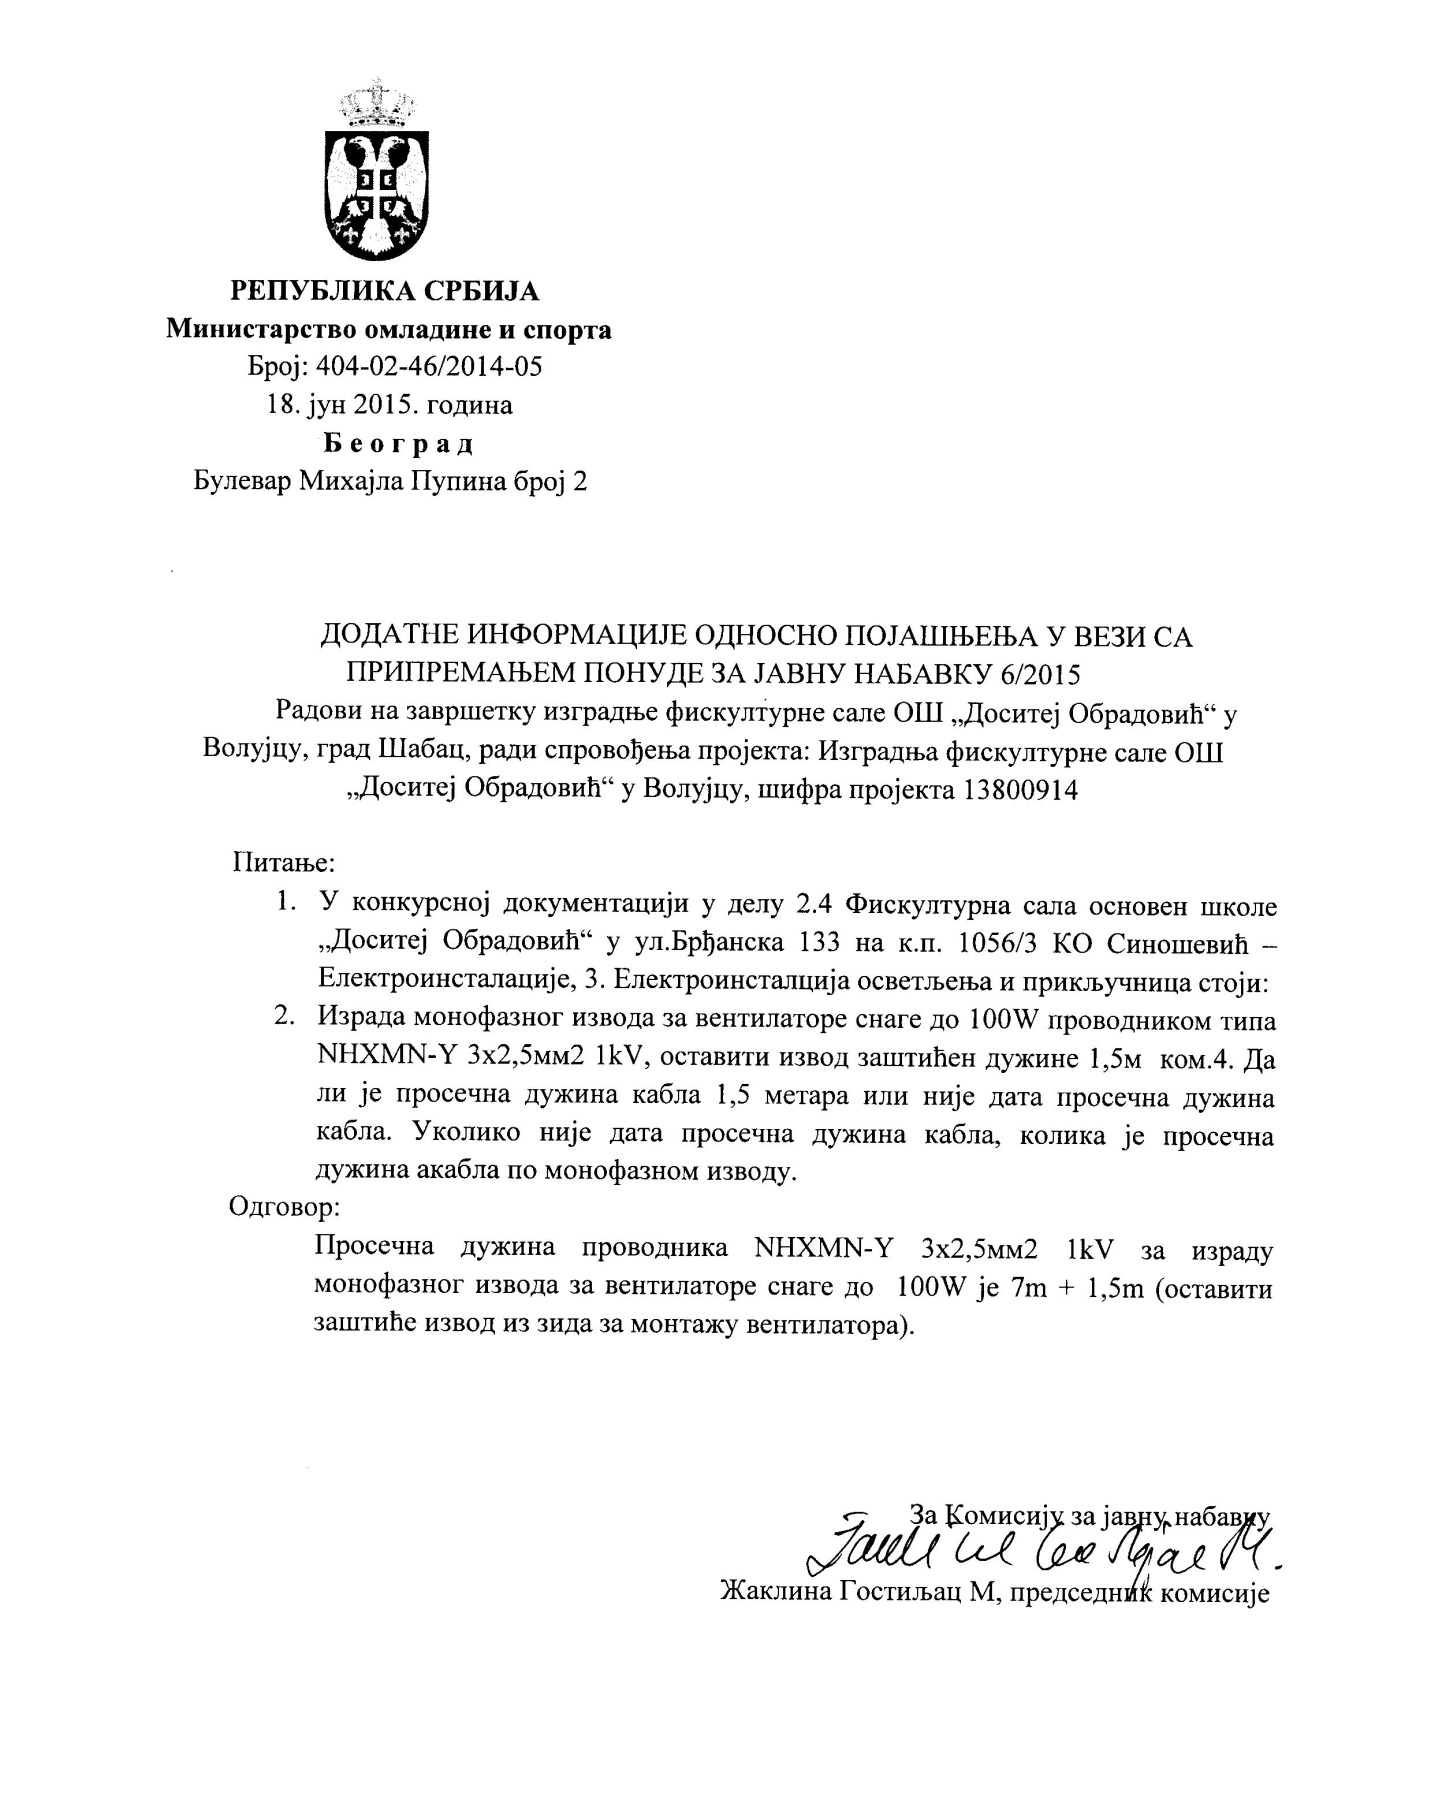 РЕПУБЛИКА СРБИЈА
Министарство омладине и спорта
Број: 404-02-46/2014-05
18. јун 2015. година
Б е о г р а д
Булевар Михајла Пупина број 2
ДОДАТНЕ ИНФОРМАЦИЈЕ ОДНОСНО ПОЈАШЊЕЊА У ВЕЗИ СА
ПРИПРЕМАЊЕМ ПОНУДЕ ЗА ЈАВНУ НАБАВКУ 6/2015
Радови на завршетку изградње фискултурне сале ОШ „Доситеј Обрадовић“ у
Волујцу, град Шабац, ради спровођења пројекта: Изградња фискултурне сале ОШ
„Доситеј Обрадовић“ у Волујцу, шифра пројекта 13800914
Питање:
1. У конкурсној документацији у делу 2.4 Фискултурна сала основен школе
„Доситеј Обрадовић“ у ул.Брђанска 133 на к.п. 1056/3 КО Синошевић –
Електроинсталације, 3. Електроинсталција осветљења и прикључница стоји:
2. Израда монофазног извода за вентилаторе снаге до 100W проводником типа
NHXMN-Y 3x2,5мм2 1kV, оставити извод заштићен дужине 1,5м ком.4. Да
ли је просечна дужина кабла 1,5 метара или није дата просечна дужина
кабла. Уколико није дата просечна дужина кабла, колика је просечна
дужина акабла по монофазном изводу.
Одговор:
Просечна дужина проводника NHXMN-Y 3x2,5мм2 1kV за израду
монофазног извода за вентилаторе снаге до 100W је 7m + 1,5m (оставити
заштиће извод из зида за монтажу вентилатора).
За Комисију за јавну набавку
Жаклина Гостиљац М, председник комисије